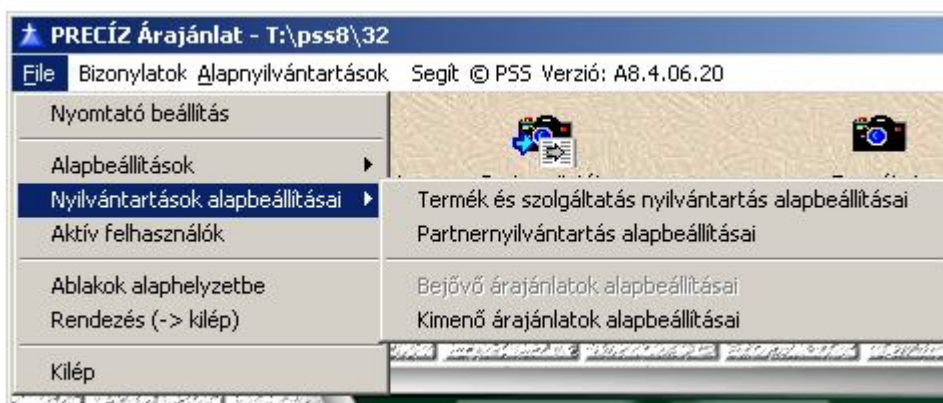 PRECÍZ Árajánlat - T:\pss8\32
File Bizonylatok Alapnyilvántartások Segít © PSS Verzió: A8.4.06.20
Nyomtató beállítás
Alapbeállítások
Nyilvántartások alapbeállításai
Termék és szolgáltatás nyilvántartás alapbeállításai
Aktív felhasználók
Partnernyilvántartás alapbeállításai
Ablakok alaphelyzetbe
Bejővő árajánlatok alapbeállításai
Rendezés (-> kilép)
Kimenő árajánlatok alapbeállításai
Kilép